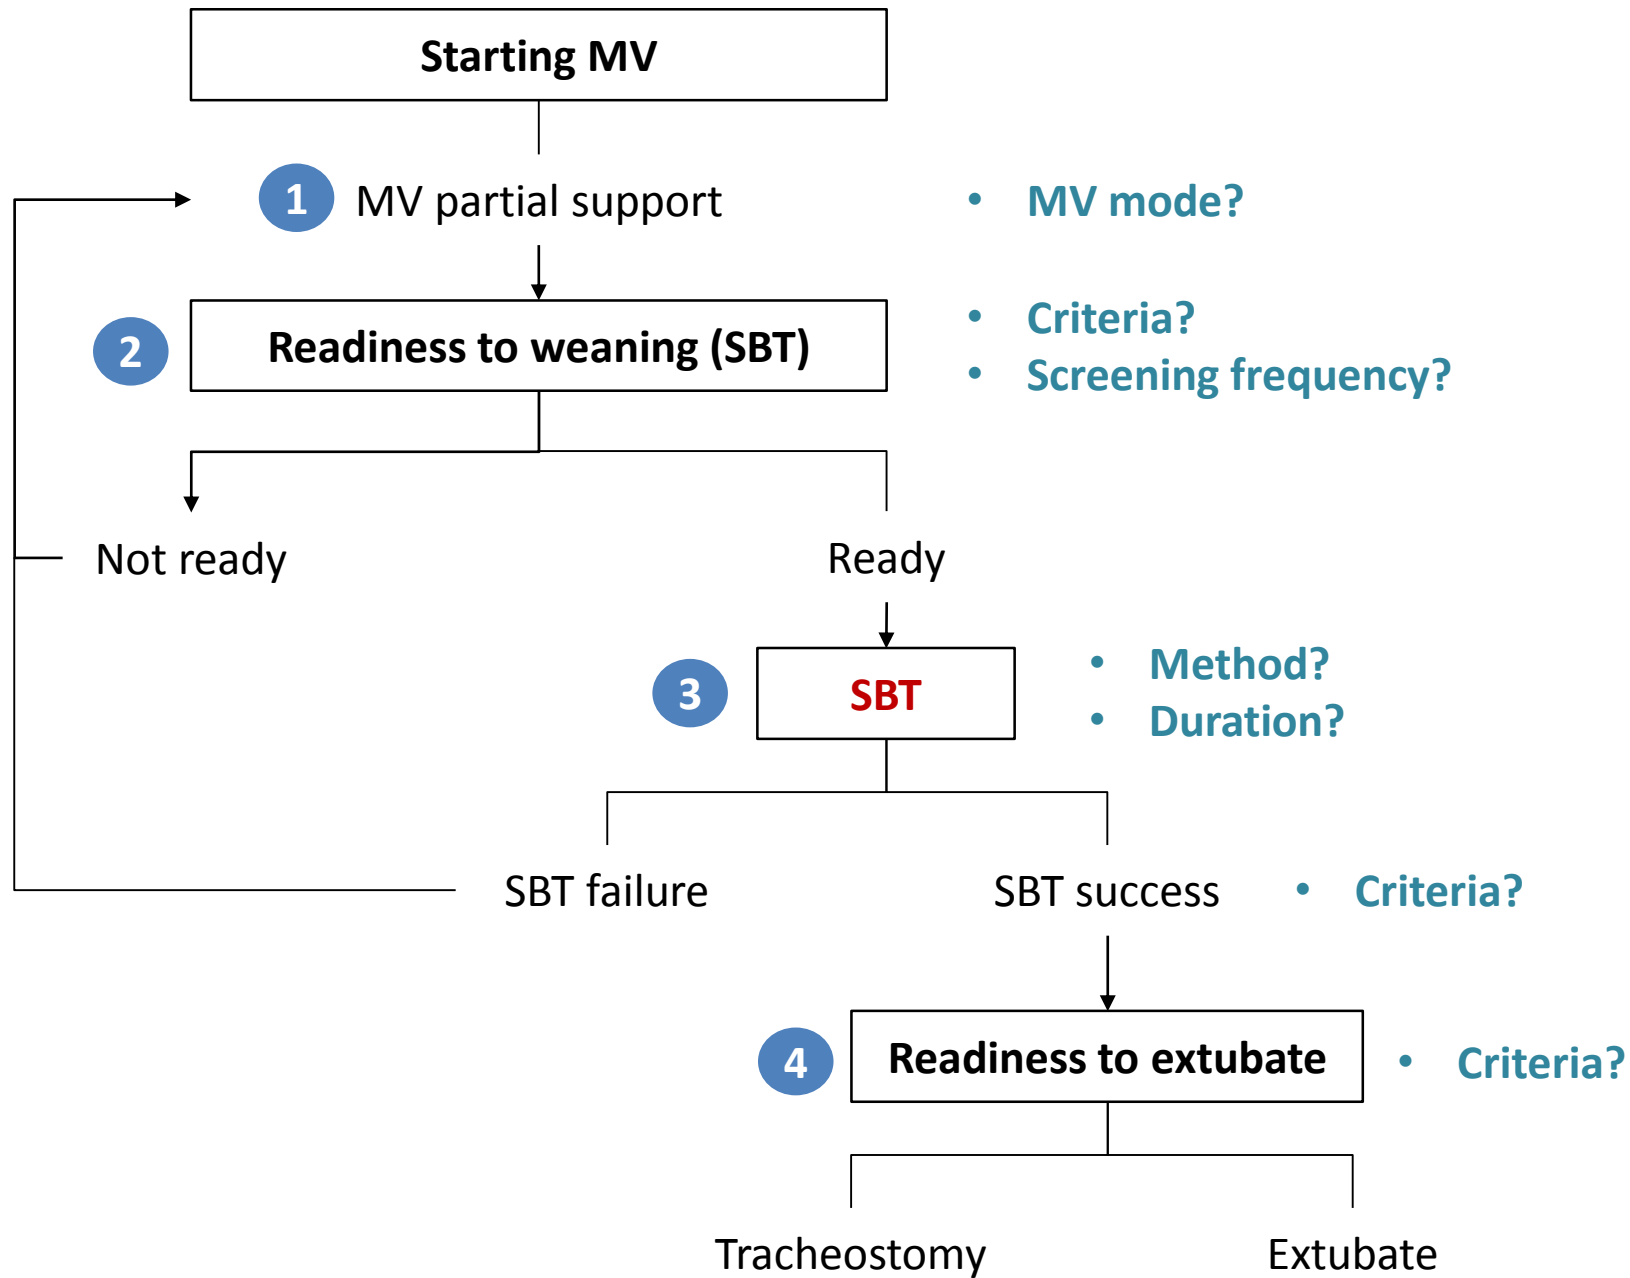 Starting MV
1 MV partial support
• MV mode?
2 Readiness to weaning (SBT)
• Criteria?
• Screening frequency?
Not ready
Ready
3 SBT
• Method?
• Duration?
SBT failure
SBT success
• Criteria?
4 Readiness to extubate
• Criteria?
Tracheostomy
Extubate